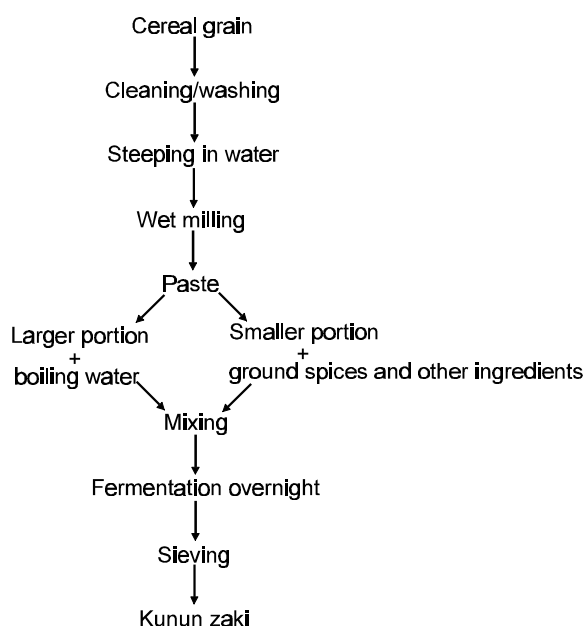 Cereal grain
Cleaning/washing
Steeping in water
Wet milling
Paste
Larger portion
+
boiling water
Smaller portion
+
ground spices and other ingredients
Mixing
Fermentation overnight
Sieving
Kunun zaki